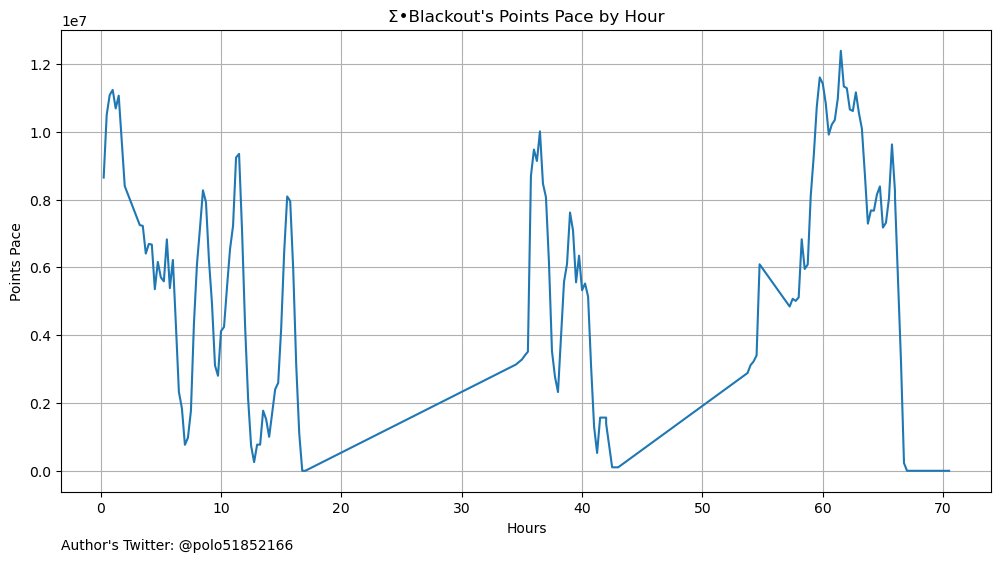 Σ•Blackout's Points Pace by Hour
1e7
1.2
1.0
0.8
0.6
0.4
0.2
0.0
Points Pace
0 10 20 30 40 50 60 70
Hours
Author's Twitter: @polo51852166